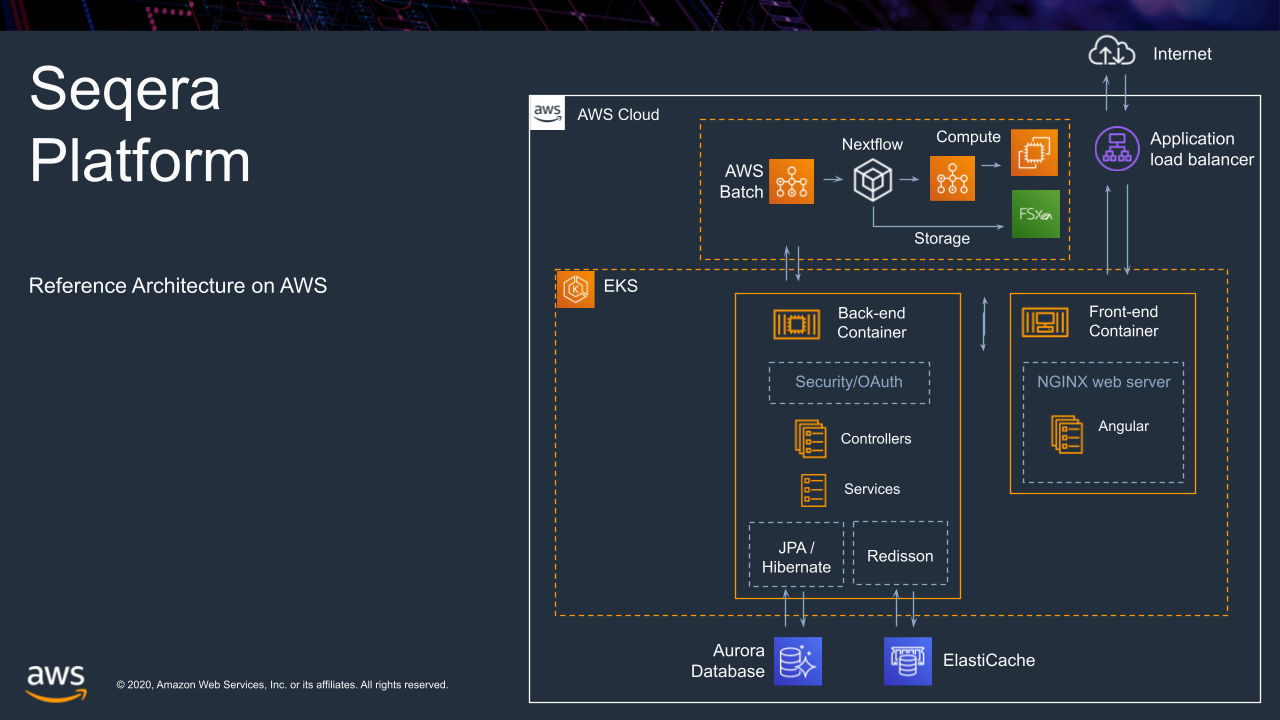 Seqera
Platform
Reference Architecture on AWS
Internet
aws
AWS Cloud
Application
load balancer
AWS
Batch
Nextflow
Compute
FSx
Storage
EKS
Back-end
Container
Security/OAuth
Controllers
Services
JPA /
Hibernate
Redisson
Front-end
Container
NGINX web server
Angular
Aurora
Database
ElastiCache
aws
© 2020, Amazon Web Services, Inc. or its affiliates. All rights reserved.